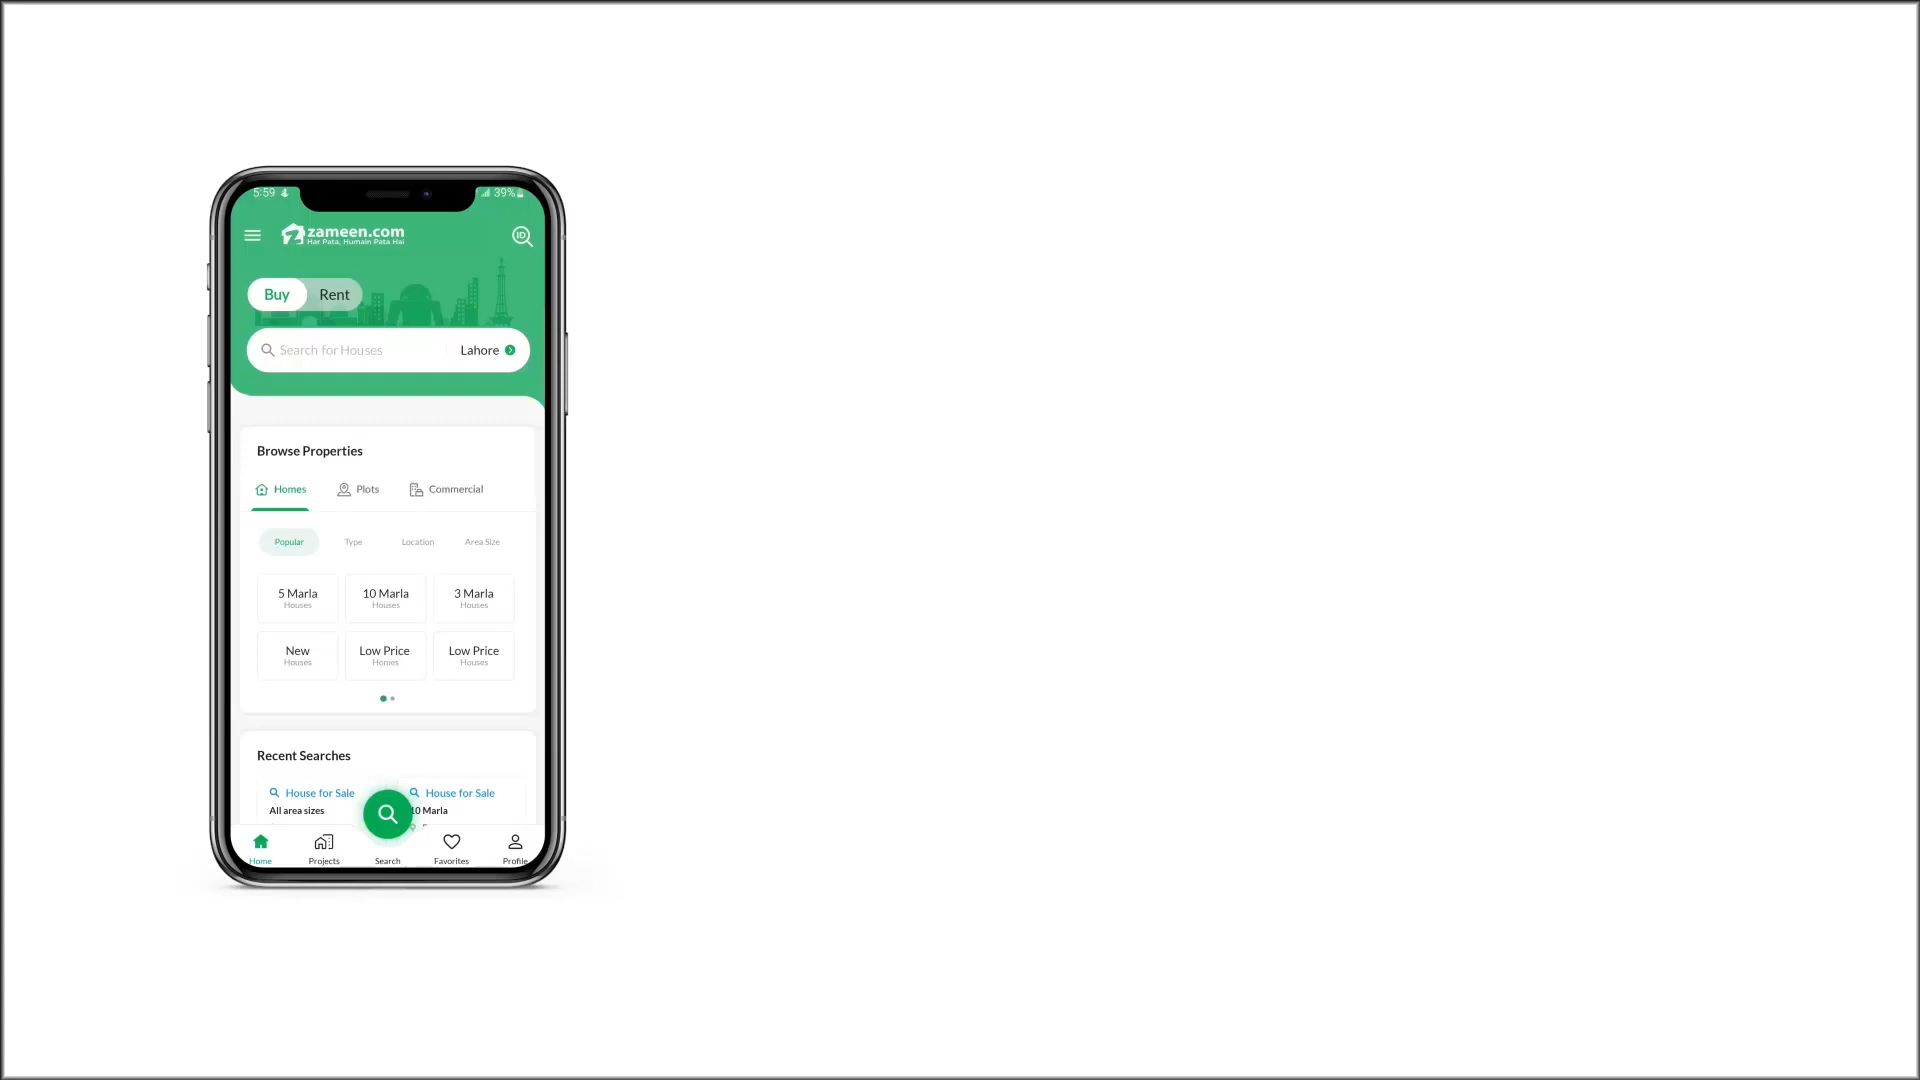 5:59
39%
zameen.com
Har Pata, Humain Pata Hai
ID
Buy Rent
Search for Houses Lahore
Browse Properties
Homes Plots Commercial
Popular Type Location Area Size
5 Marla 10 Marla 3 Marla
Houses Houses Houses
New Low Price Low Price
Houses Homes Houses
Recent Searches
House for Sale House for Sale
All area sizes 10 Marla
Home Projects Search Favorites Profile